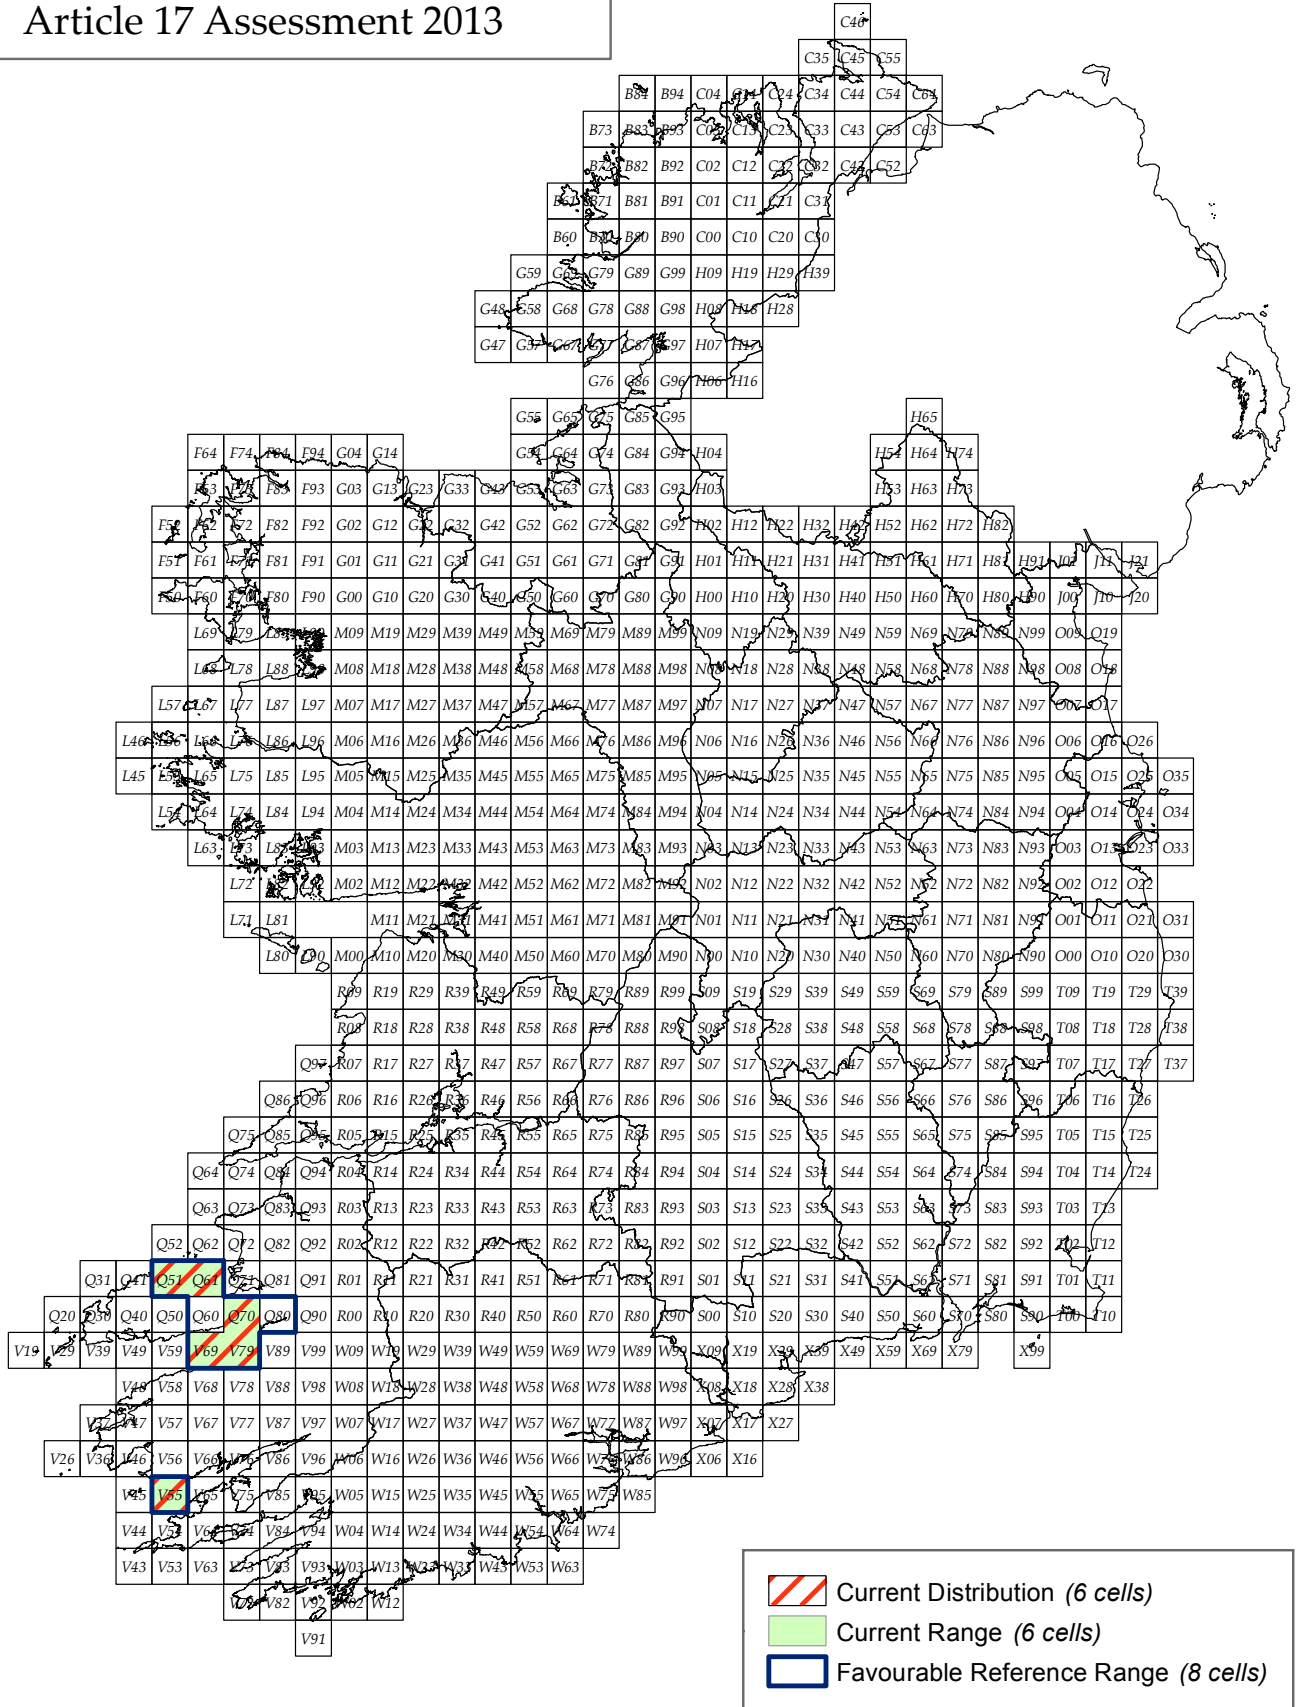 Article 17 Assessment 2013
C46
C35 C45 C55
B84 B94 C04 C14 C24 C34 C44 C54 C64
B73 B83 B93 C03 C13 C23 C33 C43 C53 C63
B72 B82 B92 C02 C12 C22 C32 C42 C52
B61 B71 B81 B91 C01 C11 C21 C31
B60 B70 B80 B90 C00 C10 C20 C30
G59 G69 G79 G89 G99 H09 H19 H29 H39
G48 G58 G68 G78 G88 G98 H08 H18 H28
G47 G57 G67 G77 G87 G97 H07 H17
G76 G86 G96 H06 H16
G55 G65 G75 G85 G95 H65
F64 F74 F84 F94 G04 G14 G54 G64 G74 G84 G94 H04 H54 H64 H74
F63 F73 F83 F93 G03 G13 G23 G33 G43 G53 G63 G73 G83 G93 H03 H53 H63 H73
F52 F62 F72 F82 F92 G02 G12 G22 G32 G42 G52 G62 G72 G82 G92 H02 H12 H22 H32 H42 H52 H62 H72 H82
F51 F61 F71 F81 F91 G01 G11 G21 G31 G41 G51 G61 G71 G81 G91 H01 H11 H21 H31 H41 H51 H61 H71 H81 H91 J01 J11 J21
F50 F60 F70 F80 F90 G00 G10 G20 G30 G40 G50 G60 G70 G80 G90 H00 H10 H20 H30 H40 H50 H60 H70 H80 H90 J00 J10 J20
L69 L79 L89 L99 M09 M19 M29 M39 M49 M59 M69 M79 M89 M99 N09 N19 N29 N39 N49 N59 N69 N79 N89 N99 O09 O19
L68 L78 L88 M08 M18 M28 M38 M48 M58 M68 M78 M88 M98 N08 N18 N28 N38 N48 N58 N68 N78 N88 N98 O08 O18
L57 L67 L77 L87 L97 M07 M17 M27 M37 M47 M57 M67 M77 M87 M97 N07 N17 N27 N37 N47 N57 N67 N77 N87 N97 O07 O17
L46 L56 L66 L76 L86 L96 M06 M16 M26 M36 M46 M56 M66 M76 M86 M96 N06 N16 N26 N36 N46 N56 N66 N76 N86 N96 O06 O16 O26
L45 L55 L65 L75 L85 L95 M05 M15 M25 M35 M45 M55 M65 M75 M85 M95 N05 N15 N25 N35 N45 N55 N65 N75 N85 N95 O05 O15 O25 O35
L54 L64 L74 L84 L94 M04 M14 M24 M34 M44 M54 M64 M74 M84 M94 N04 N14 N24 N34 N44 N54 N64 N74 N84 N94 O04 O14 O24 O34
L63 L73 L83 L93 M03 M13 M23 M33 M43 M53 M63 M73 M83 M93 N03 N13 N23 N33 N43 N53 N63 N73 N83 N93 O03 O13 O23 O33
L72 M02 M12 M22 M32 M42 M52 M62 M72 M82 M92 N02 N12 N22 N32 N42 N52 N62 N72 N82 N92 O02 O12 O22
L71 L81 M11 M21 M31 M41 M51 M61 M71 M81 M91 N01 N11 N21 N31 N41 N51 N61 N71 N81 N91 O01 O11 O21 O31
L80 L90 M00 M10 M20 M30 M40 M50 M60 M70 M80 M90 N00 N10 N20 N30 N40 N50 N60 N70 N80 N90 O00 O10 O20 O30
R09 R19 R29 R39 R49 R59 R69 R79 R89 R99 S09 S19 S29 S39 S49 S59 S69 S79 S89 S99 T09 T19 T29 T39
R08 R18 R28 R38 R48 R58 R68 R78 R88 R98 S08 S18 S28 S38 S48 S58 S68 S78 S88 S98 T08 T18 T28 T38
Q97 R07 R17 R27 R37 R47 R57 R67 R77 R87 R97 S07 S17 S27 S37 S47 S57 S67 S77 S87 S97 T07 T17 T27 T37
Q86 Q96 R06 R16 R26 R36 R46 R56 R66 R76 R86 R96 S06 S16 S26 S36 S46 S56 S66 S76 S86 S96 T06 T16 T26
Q75 Q85 Q95 R05 R15 R25 R35 R45 R55 R65 R75 R85 R95 S05 S15 S25 S35 S45 S55 S65 S75 S85 S95 T05 T15 T25
Q64 Q74 Q84 Q94 R04 R14 R24 R34 R44 R54 R64 R74 R84 R94 S04 S14 S24 S34 S44 S54 S64 S74 S84 S94 T04 T14 T24
Q63 Q73 Q83 Q93 R03 R13 R23 R33 R43 R53 R63 R73 R83 R93 S03 S13 S23 S33 S43 S53 S63 S73 S83 S93 T03 T13
Q52 Q62 Q72 Q82 Q92 R02 R12 R22 R32 R42 R52 R62 R72 R82 R92 S02 S12 S22 S32 S42 S52 S62 S72 S82 S92 T02 T12
Q31 Q41 Q51 Q61 Q71 Q81 Q91 R01 R11 R21 R31 R41 R51 R61 R71 R81 R91 S01 S11 S21 S31 S41 S51 S61 S71 S81 S91 T01 T11
Q20 Q30 Q40 Q50 Q60 Q70 Q80 Q90 R00 R10 R20 R30 R40 R50 R60 R70 R80 R90 S00 S10 S20 S30 S40 S50 S60 S70 S80 S90 T00 T10
V19 V29 V39 V49 V59 V69 V79 V89 V99 W09 W19 W29 W39 W49 W59 W69 W79 W89 W99 X09 X19 X29 X39 X49 X59 X69 X79 X99
V48 V58 V68 V78 V88 V98 W08 W18 W28 W38 W48 W58 W68 W78 W88 W98 X08 X18 X28 X38
V37 V47 V57 V67 V77 V87 V97 W07 W17 W27 W37 W47 W57 W67 W77 W87 W97 X07 X17 X27
V26 V36 V46 V56 V66 V76 V86 V96 W06 W16 W26 W36 W46 W56 W66 W76 W86 W96 X06 X16
V45 V55 V65 V75 V85 V95 W05 W15 W25 W35 W45 W55 W65 W75 W85
V44 V54 V64 V74 V84 V94 W04 W14 W24 W34 W44 W54 W64 W74
V43 V53 V63 V73 V83 V93 W03 W13 W23 W33 W43 W53 W63
V72 V82 V92 W02 W12
V91
Current Distribution (6 cells)
Current Range (6 cells)
Favourable Reference Range (8 cells)